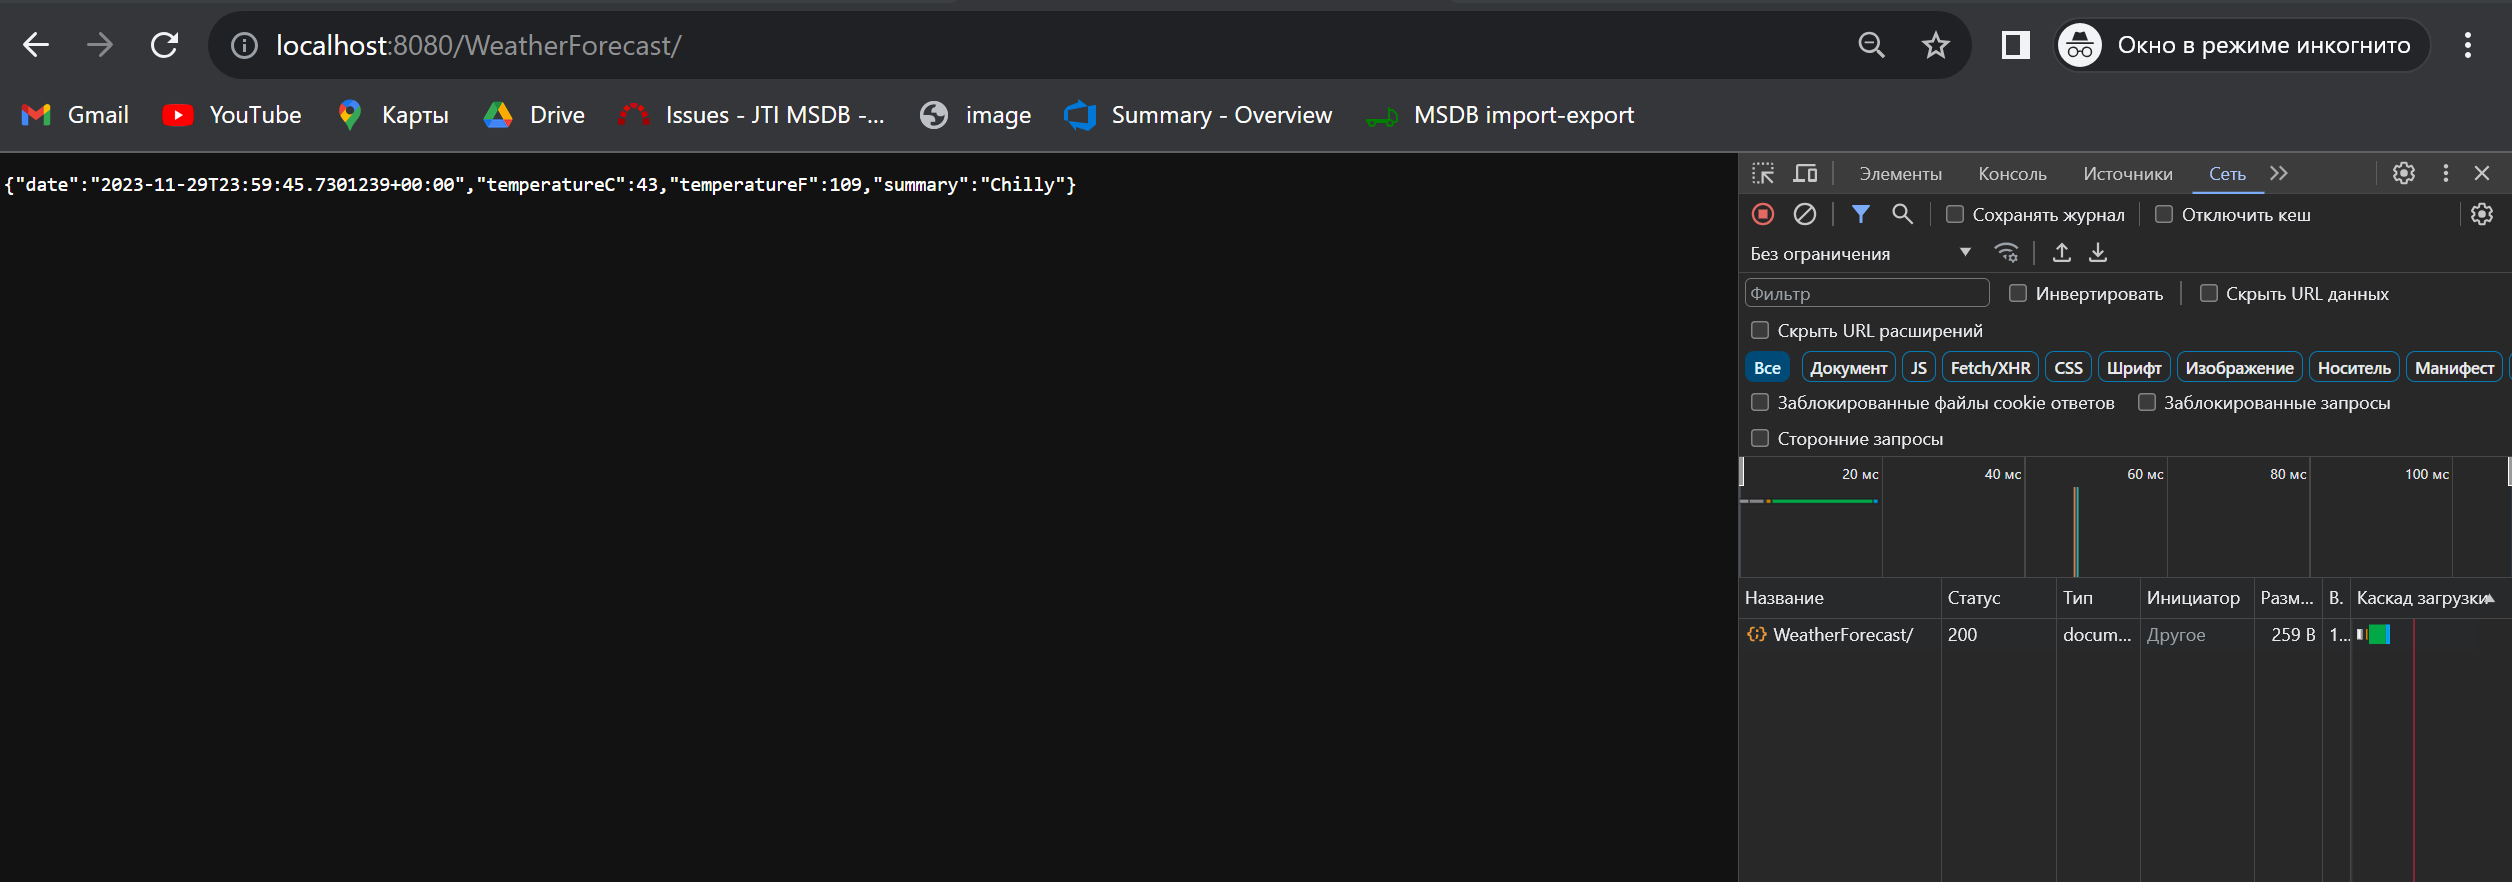 localhost:8080/WeatherForecast/
Окно в режиме инкогнито
Gmail YouTube Карты Drive Issues - JTI MSDB -... image Summary - Overview MSDB import-export
{"date":"2023-11-29T23:59:45.7301239+00:00","temperatureC":43,"temperatureF":109,"summary":"Chilly"}
Элементы Консоль Источники Сеть
Сохранять журнал Отключить кеш
Без ограничения
Фильтр Инвертировать Скрыть URL данных
Скрыть URL расширений
Все Документ JS Fetch/XHR CSS Шрифт Изображение Носитель Манифест
Заблокированные файлы cookie ответов Заблокированные запросы
Сторонние запросы
20 мс 40 мс 60 мс 80 мс 100 мс
Название Статус Тип Инициатор Разм... В. Каскад загрузки
WeatherForecast/ 200 docum... Другое 259 B 1...